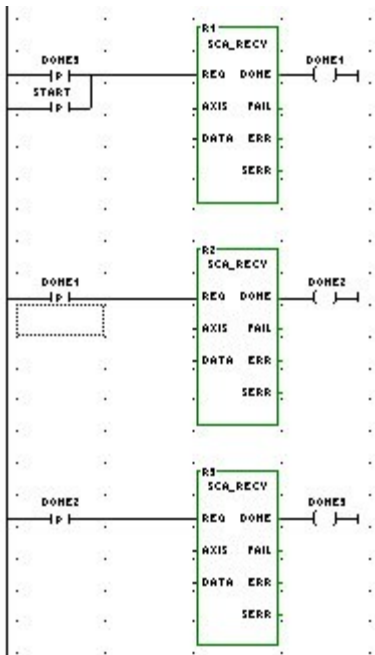 R1
SCA_RECV
DONE3 DONE1
P REQ DONE
START
P AXIS FAIL
DATA ERR
SERR
R2
SCA_RECV
DONE1 DONE2
P REQ DONE
AXIS FAIL
DATA ERR
SERR
R3
SCA_RECV
DONE2 DONE3
P REQ DONE
AXIS FAIL
DATA ERR
SERR